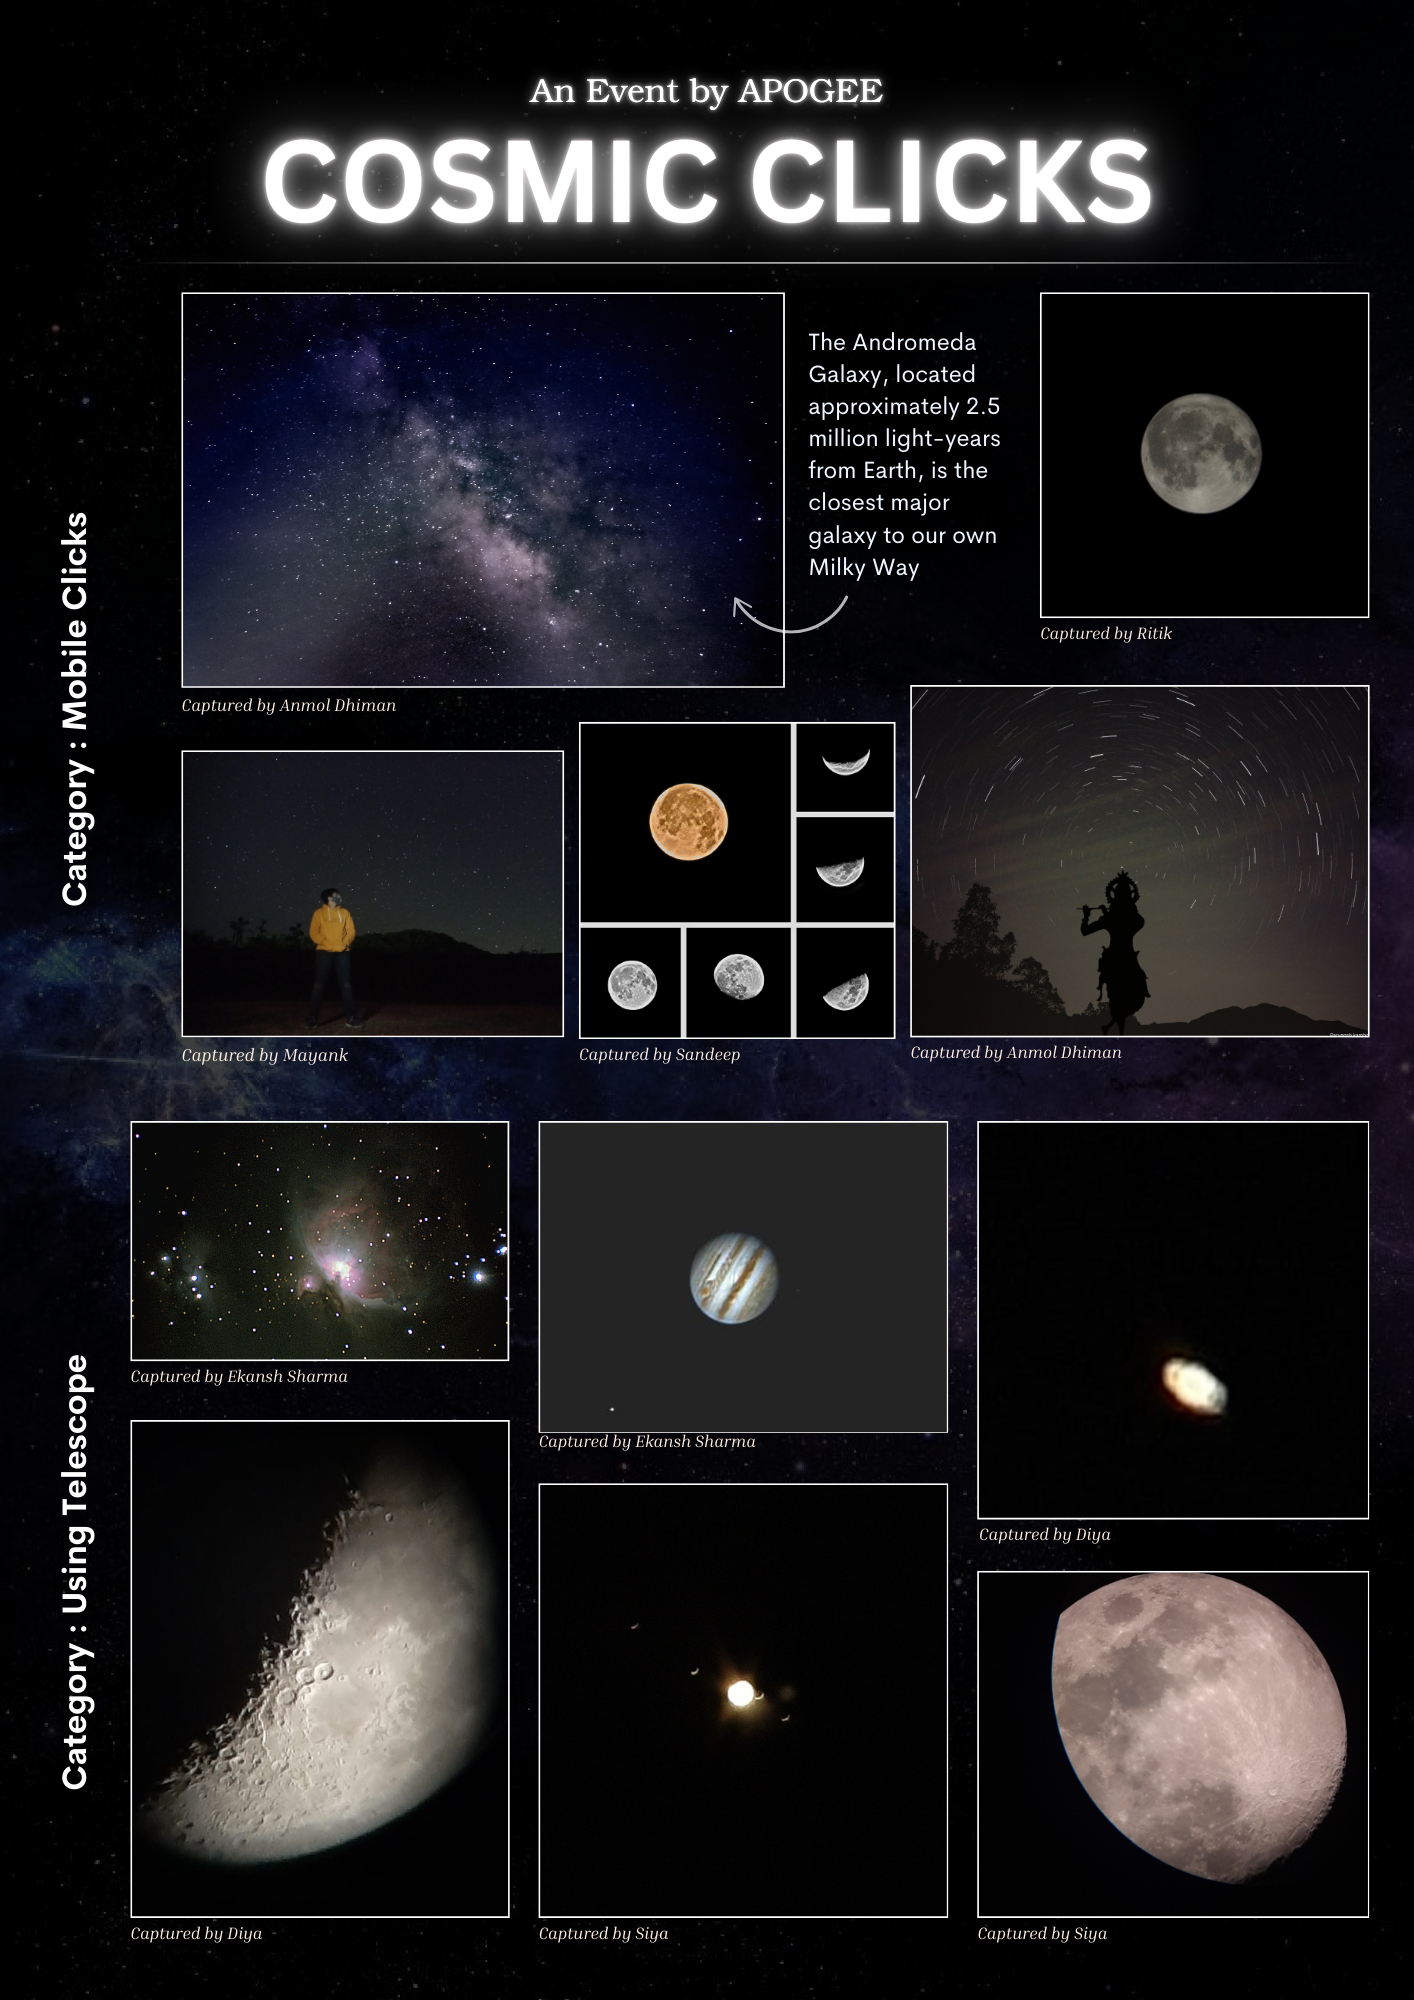 An Event by APOGEE
COSMIC CLICKS
Category : Mobile Clicks
The Andromeda
Galaxy, located
approximately 2.5
million light-years
from Earth, is the
closest major
galaxy to our own
Milky Way
Captured by Ritik
Captured by Anmol Dhiman
Captured by Mayank
Captured by Sandeep
Captured by Anmol Dhiman
Category : Using Telescope
Captured by Ekansh Sharma
Captured by Ekansh Sharma
Captured by Diya
Captured by Diya
Captured by Siya
Captured by Siya